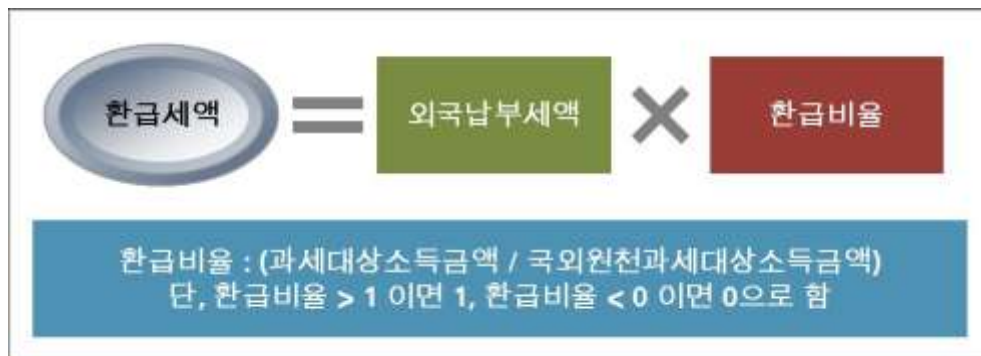 환급세액 = 외국납부세액 × 환급비율
환급비율 : (과세대상소득금액 / 국외원천과세대상소득금액)
단, 환급비율 > 1 이면 1, 환급비율 < 0 이면 0으로 함